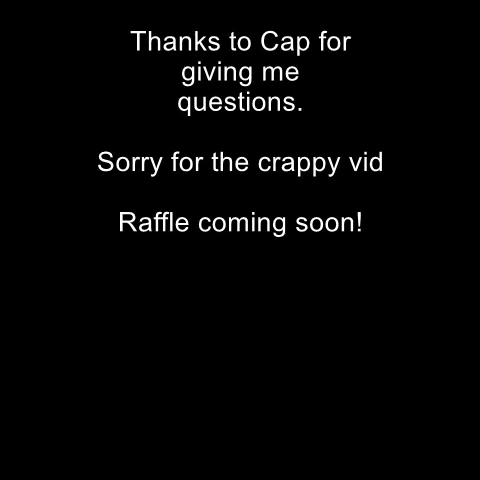 Thanks to Cap for
giving me
questions.
Sorry for the crappy vid
Raffle coming soon!